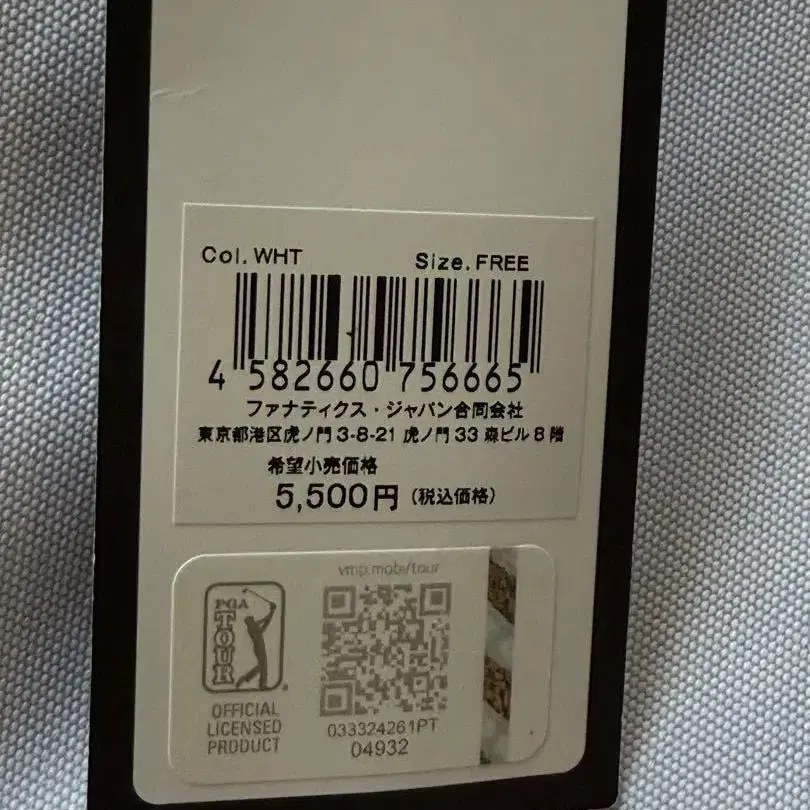 Col. WHT Size. FREE
4 582660 756665
ファナティクス・ジャパン合同会社
東京都港区虎ノ門 3-8-21 虎ノ門 33 森ビル 8 階
希望小売価格
5,500円 (税込価格)
vmp.mobi/tour
PGA
TOUR
OFFICIAL
LICENSED
PRODUCT
033324261PT
04932